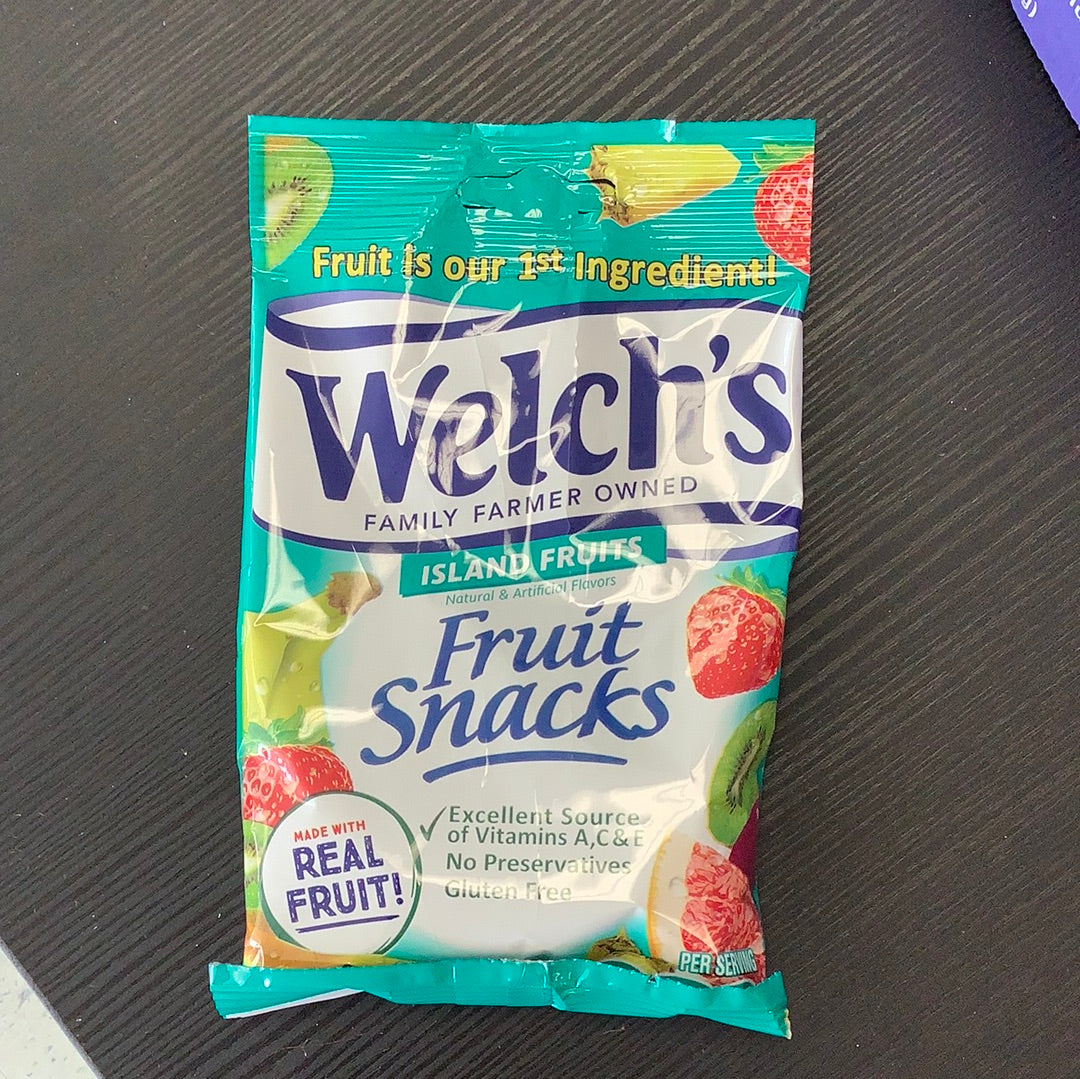 Fruit is our 1st Ingredient!
Welch's
FAMILY FARMER OWNED
ISLAND FRUITS
Natural & Artificial Flavors
Fruit
Snacks
MADE WITH
REAL
FRUIT!
✓Excellent Source
of Vitamins A,C&E
No Preservatives
Gluten Free
PER SERVING